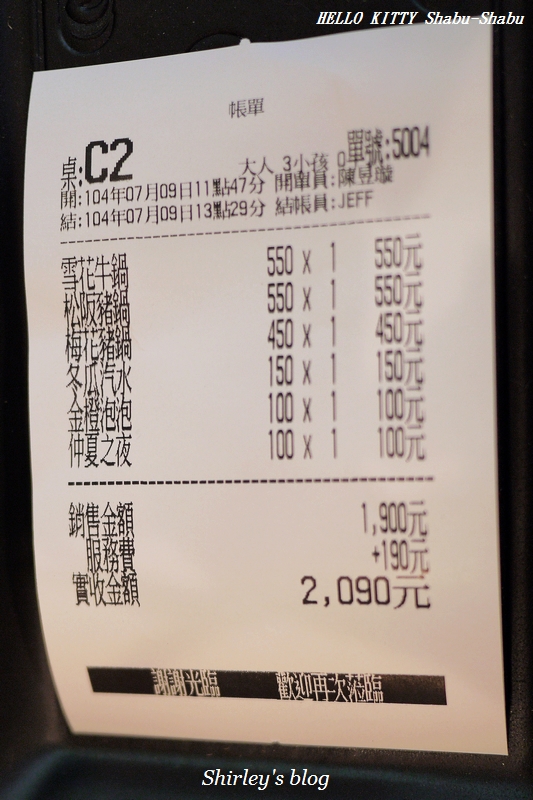 HELLO KITTY Shabu-Shabu
帳單
桌:C2 大人 3小孩 0 單號:5004
開:104年07月09日11點47分 開單員:陳昱璇
結:104年07月09日13點29分 結帳員:JEFF
雪花牛鍋 550 x 1 550元
松阪豬鍋 550 x 1 550元
梅花豬鍋 450 x 1 450元
冬瓜汽水 150 x 1 150元
金橙泡泡 100 x 1 100元
仲夏之夜 100 x 1 100元
銷售金額 1,900元
服務費 +190元
實收金額 2,090元
謝謝光臨 歡迎再次蒞臨
Shirley's blog